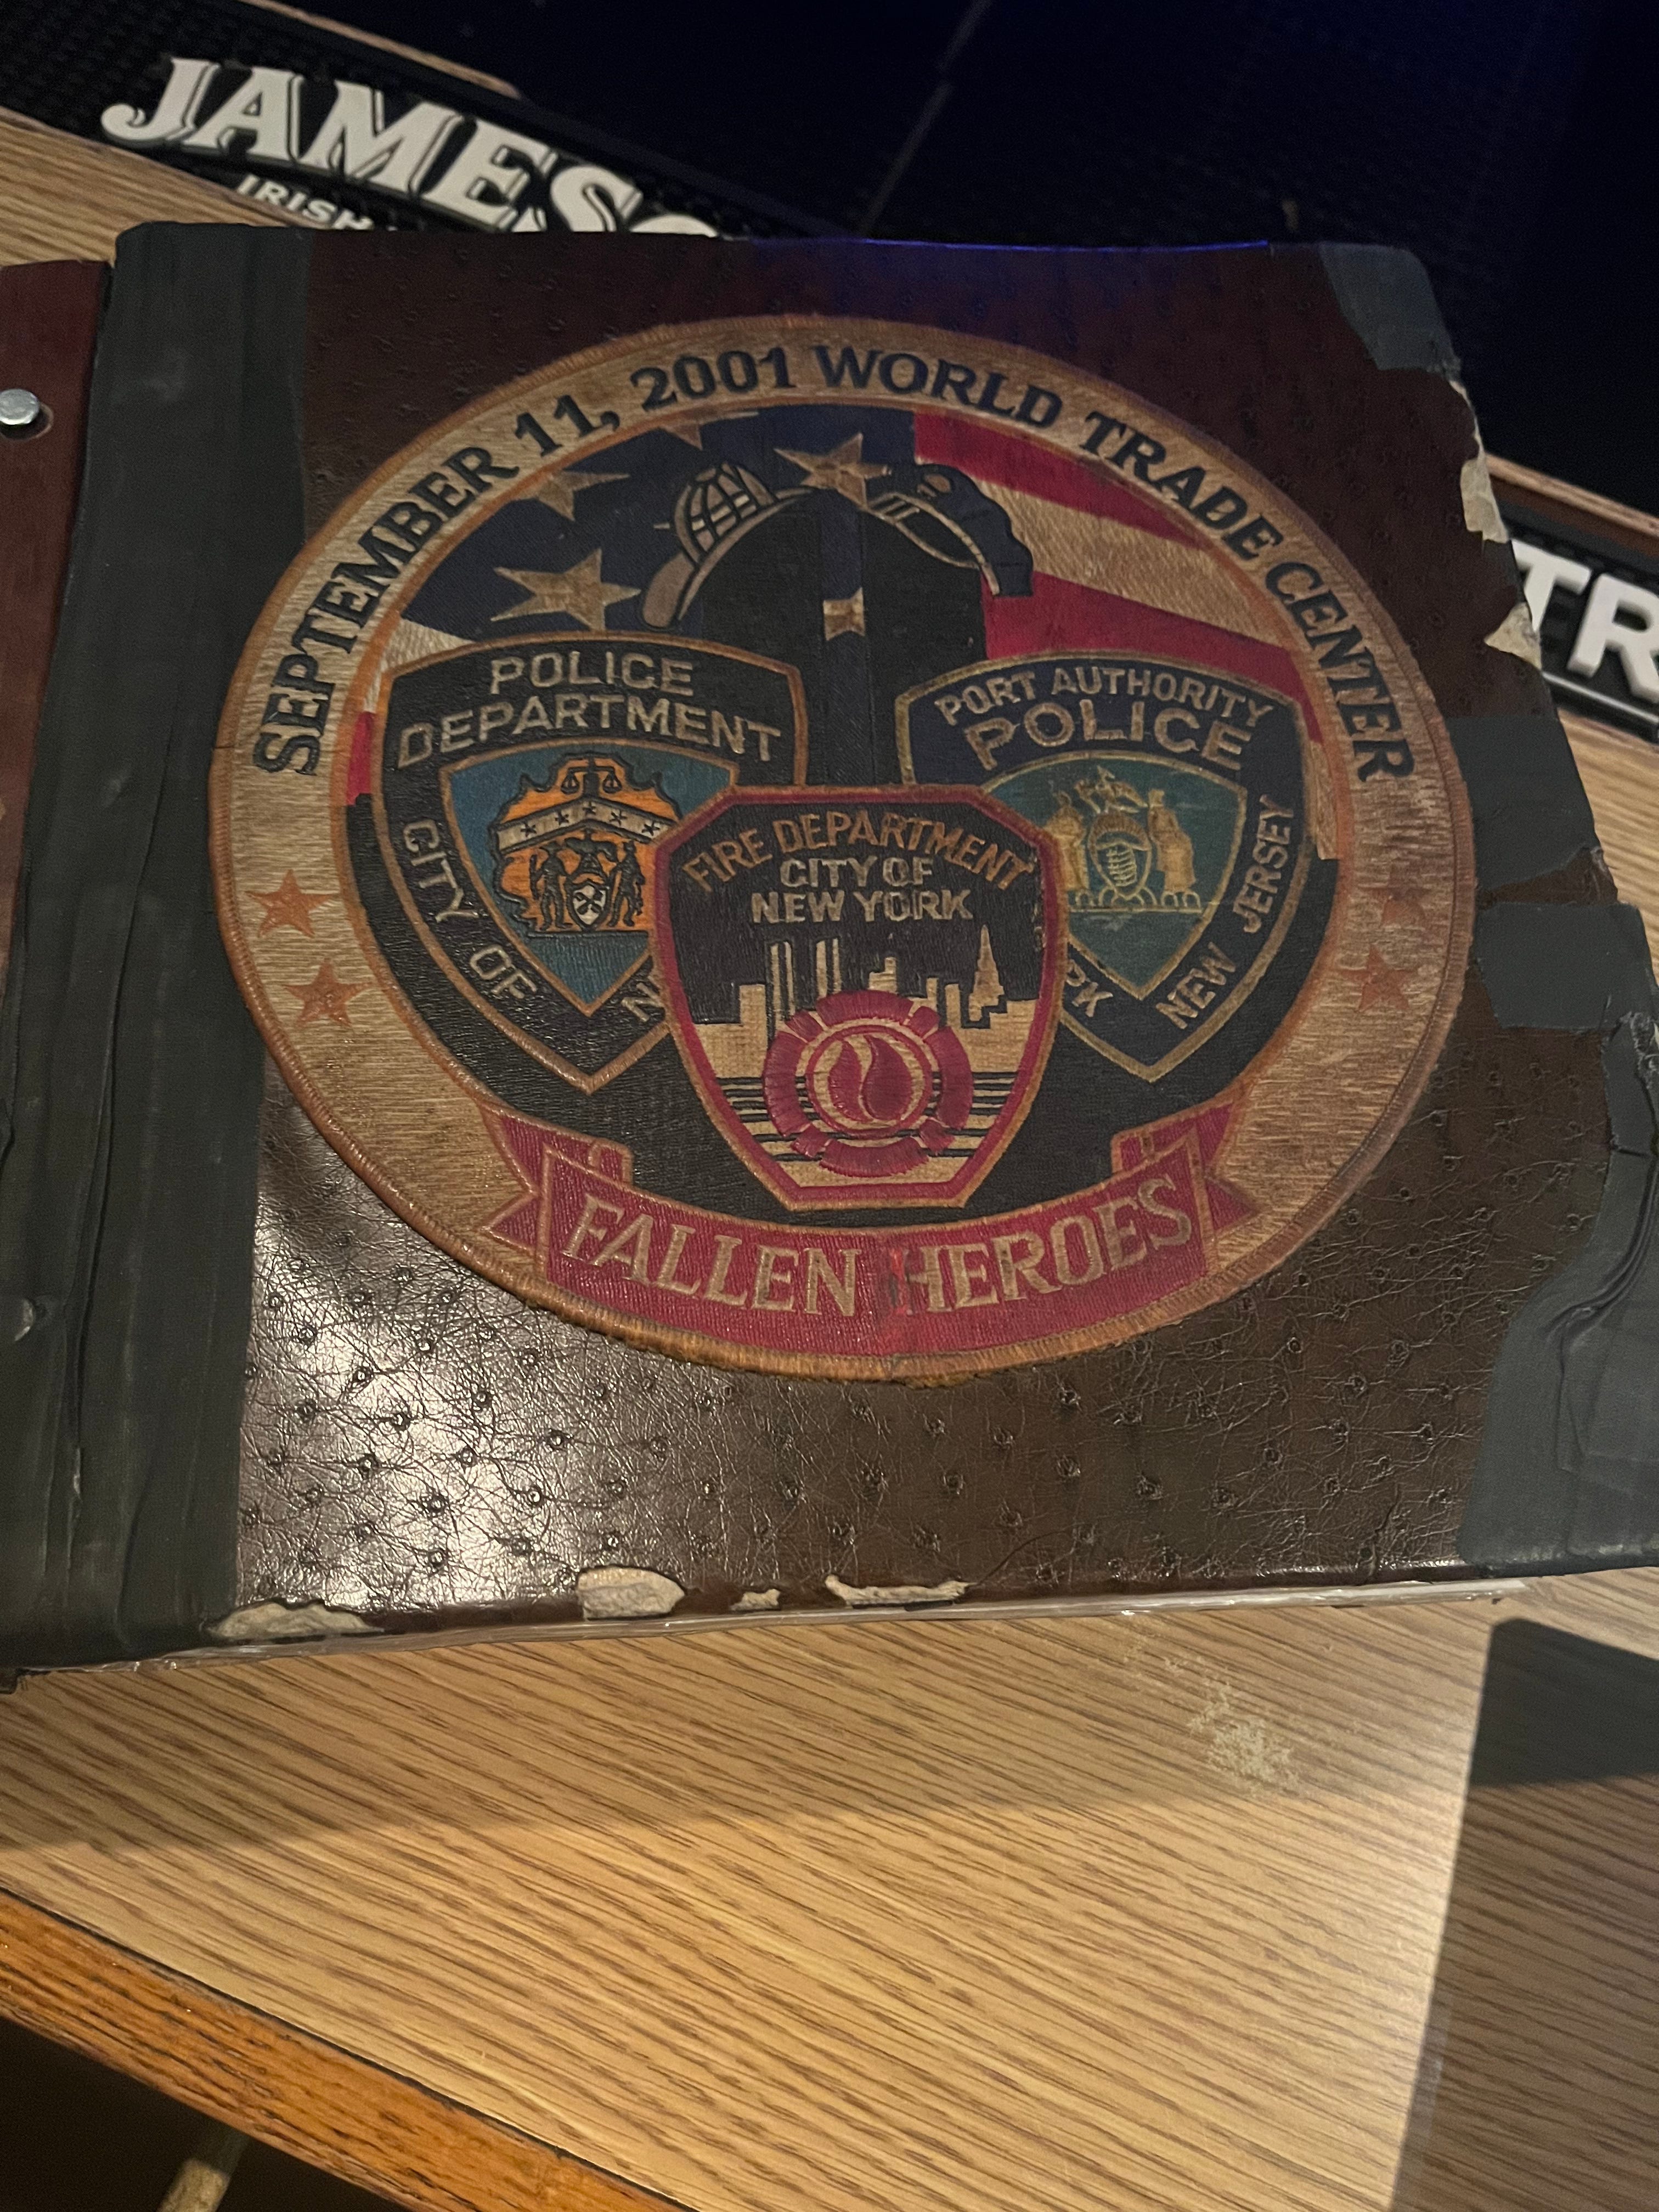 JAMESO
IRISH
TR
SEPTEMBER 11, 2001 WORLD TRADE CENTER
POLICE
DEPARTMENT
CITY OF
PORT AUTHORITY
POLICE
NEW JERSEY
FIRE DEPARTMENT
CITY OF
NEW YORK
FALLEN HEROES